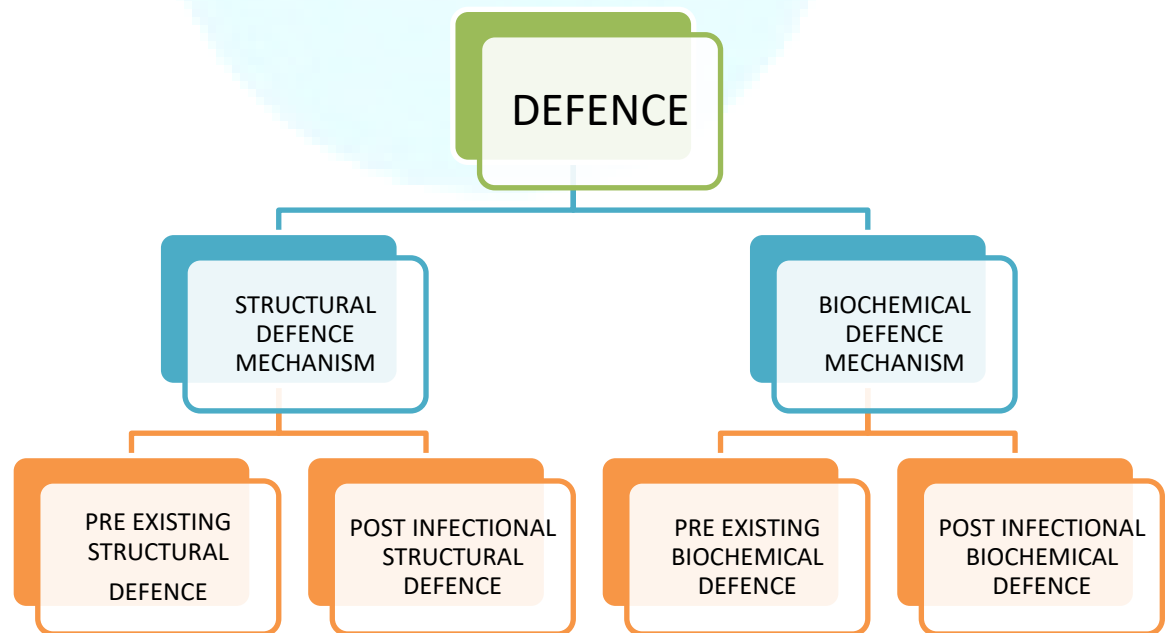 DEFENCE
STRUCTURAL
DEFENCE
MECHANISM
BIOCHEMICAL
DEFENCE
MECHANISM
PRE EXISTING
STRUCTURAL
DEFENCE
POST INFECTIONAL
STRUCTURAL
DEFENCE
PRE EXISTING
BIOCHEMICAL
DEFENCE
POST INFECTIONAL
BIOCHEMICAL
DEFENCE